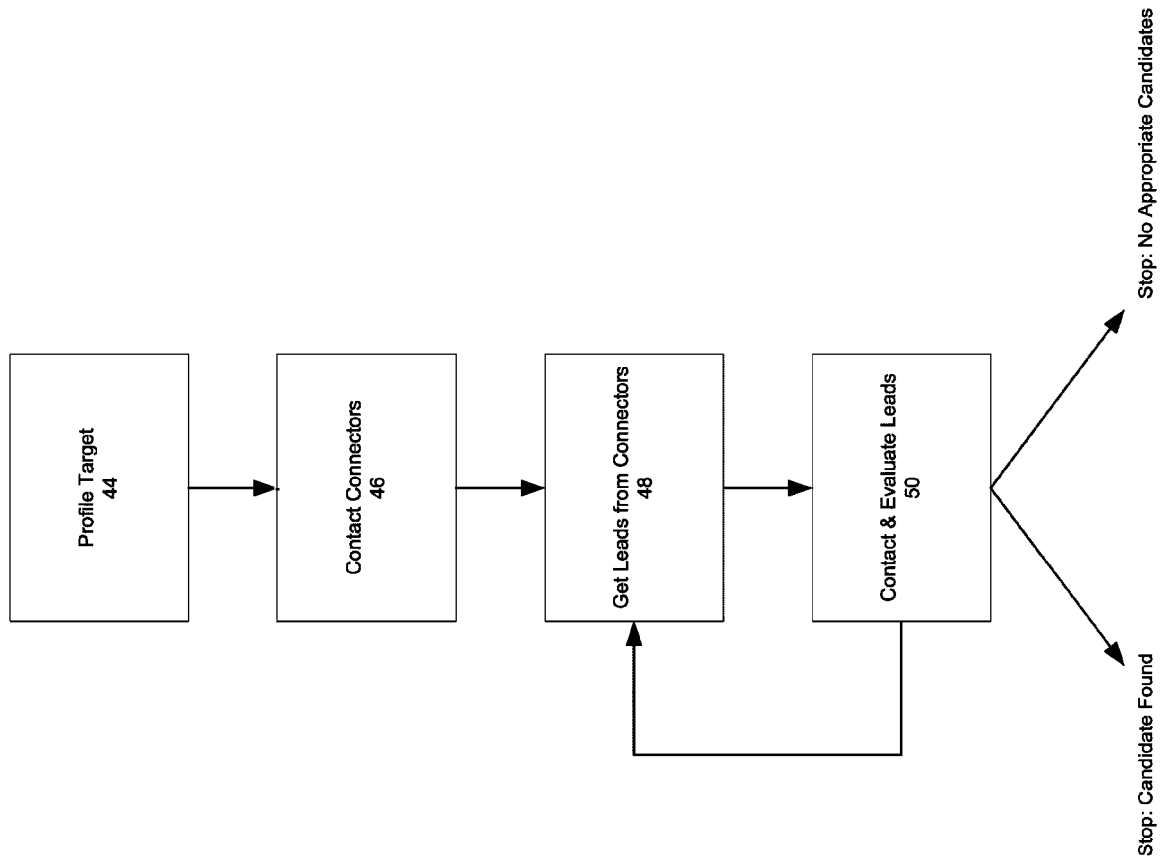 Profile Target
44
Contact Connectors
46
Get Leads from Connectors
48
Contact & Evaluate Leads
50
Stop: Candidate Found
Stop: No Appropriate Candidates